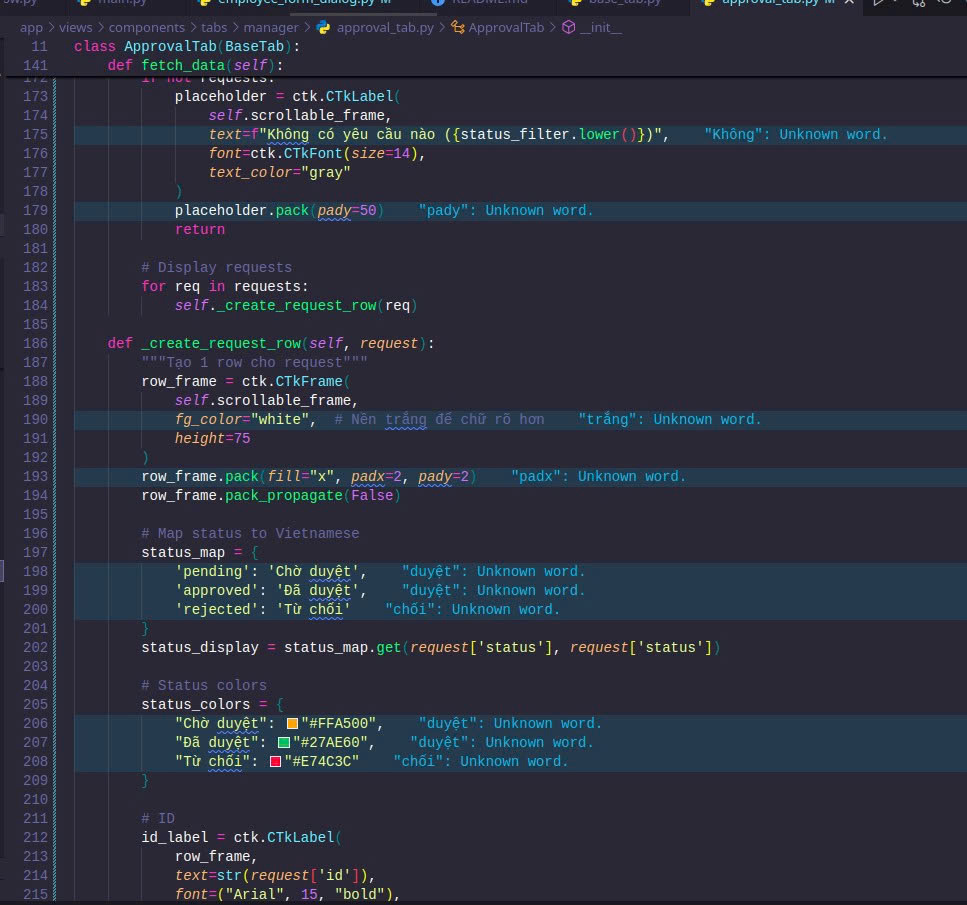 main.py
employee_form_dialog.py M
README.md
base_tab.py
approval_tab.py M
app > views > components > tabs > manager > approval_tab.py > ApprovalTab > __init__
11 class ApprovalTab(BaseTab):
141 def fetch_data(self):
172 if not requests:
173 placeholder = ctk.CTkLabel(
174 self.scrollable_frame,
175 text=f"Không có yêu cầu nào ({status_filter.lower()})", "Không": Unknown word.
176 font=ctk.CTkFont(size=14),
177 text_color="gray"
178 )
179 placeholder.pack(pady=50) "pady": Unknown word.
180 return
181
182 # Display requests
183 for req in requests:
184 self._create_request_row(req)
185
186 def _create_request_row(self, request):
187 """Tạo 1 row cho request"""
188 row_frame = ctk.CTkFrame(
189 self.scrollable_frame,
190 fg_color="white", # Nền trắng để chữ rõ hơn "trắng": Unknown word.
191 height=75
192 )
193 row_frame.pack(fill="x", padx=2, pady=2) "padx": Unknown word.
194 row_frame.pack_propagate(False)
195
196 # Map status to Vietnamese
197 status_map = {
198 'pending': 'Chờ duyệt', "duyệt": Unknown word.
199 'approved': 'Đã duyệt', "duyệt": Unknown word.
200 'rejected': 'Từ chối' "chối": Unknown word.
201 }
202 status_display = status_map.get(request['status'], request['status'])
203
204 # Status colors
205 status_colors = {
206 "Chờ duyệt": "#FFA500", "duyệt": Unknown word.
207 "Đã duyệt": "#27AE60", "duyệt": Unknown word.
208 "Từ chối": "#E74C3C" "chối": Unknown word.
209 }
210
211 # ID
212 id_label = ctk.CTkLabel(
213 row_frame,
214 text=str(request['id']),
215 font=("Arial", 15, "bold"),